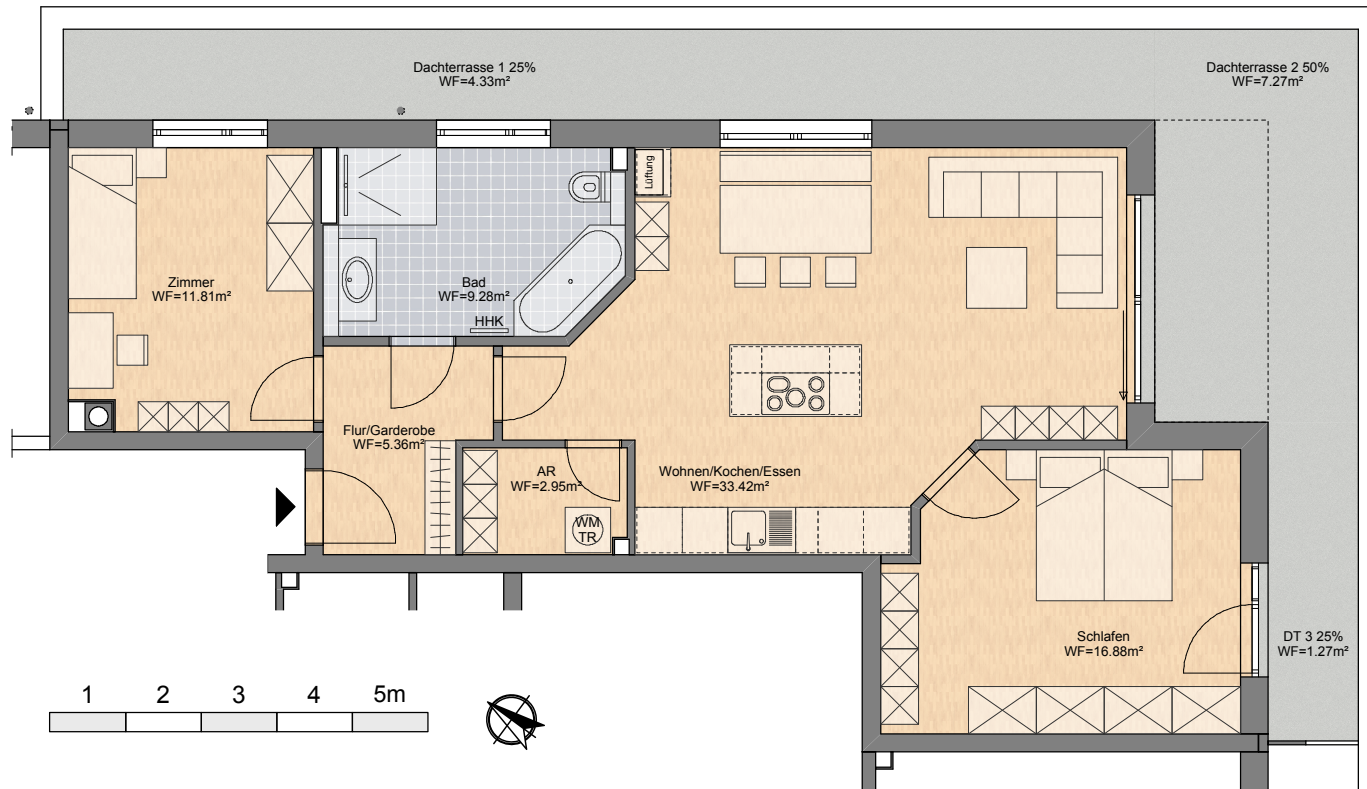 Dachterrasse 1 25%
WF=4.33m²
Dachterrasse 2 50%
WF=7.27m²
Lüftung
Zimmer
WF=11.81m²
Bad
WF=9.28m²
HHK
Flur/Garderobe
WF=5.36m²
AR
WF=2.95m²
WM
TR
Wohnen/Kochen/Essen
WF=33.42m²
Schlafen
WF=16.88m²
DT 3 25%
WF=1.27m²
1 2 3 4 5m